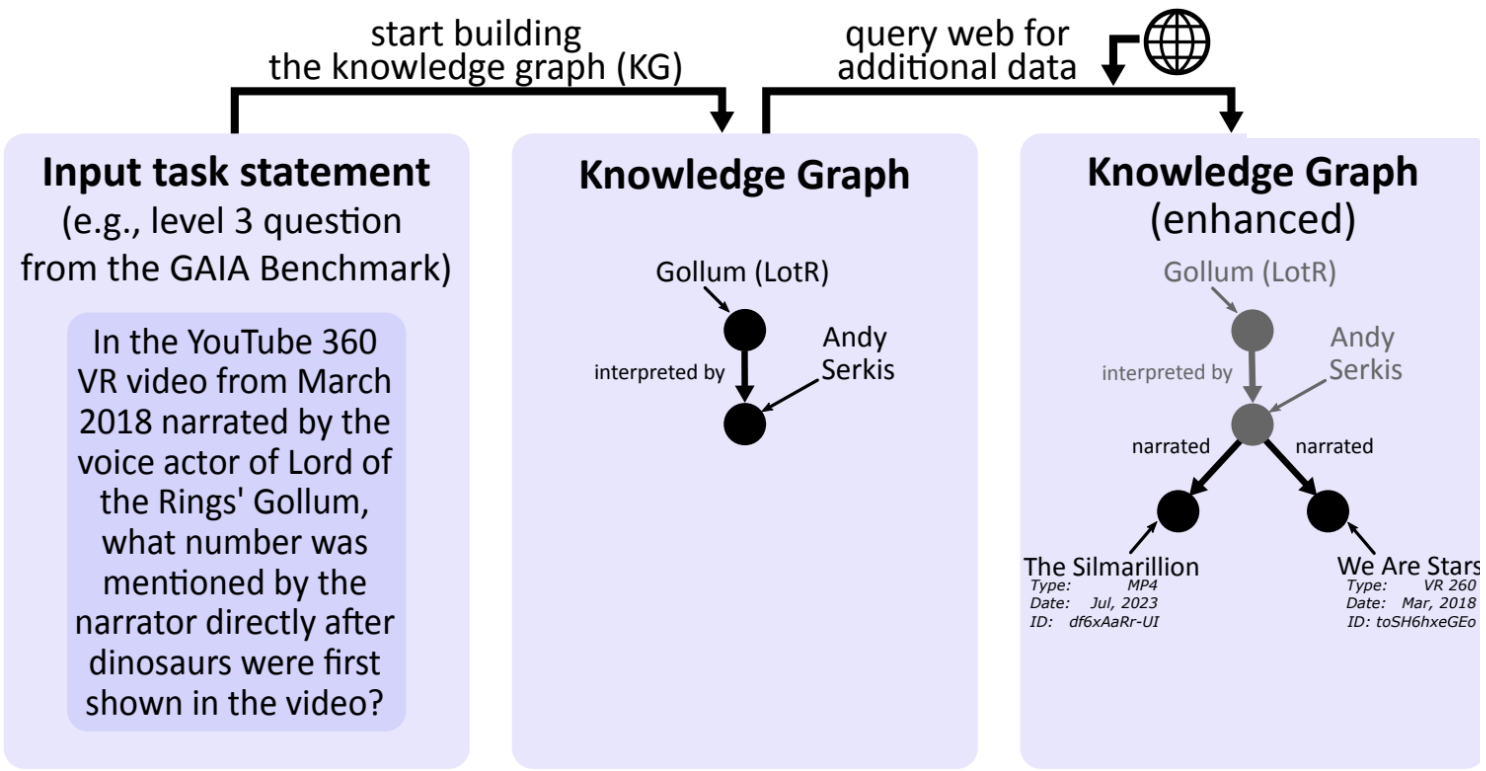 start building
the knowledge graph (KG)
query web for
additional data
Input task statement
(e.g., level 3 question
from the GAIA Benchmark)
In the YouTube 360
VR video from March
2018 narrated by the
voice actor of Lord of
the Rings' Gollum,
what number was
mentioned by the
narrator directly after
dinosaurs were first
shown in the video?
Knowledge Graph
Gollum (LotR)
Andy
Serkis
interpreted by
Knowledge Graph
(enhanced)
Gollum (LotR)
Andy
Serkis
interpreted by
narrated
narrated
The Silmarillion
Type: MP4
Date: Jul, 2023
ID: df6xAaRr-UI
We Are Stars
Type: VR 260
Date: Mar, 2018
ID: toSH6hxeGEo